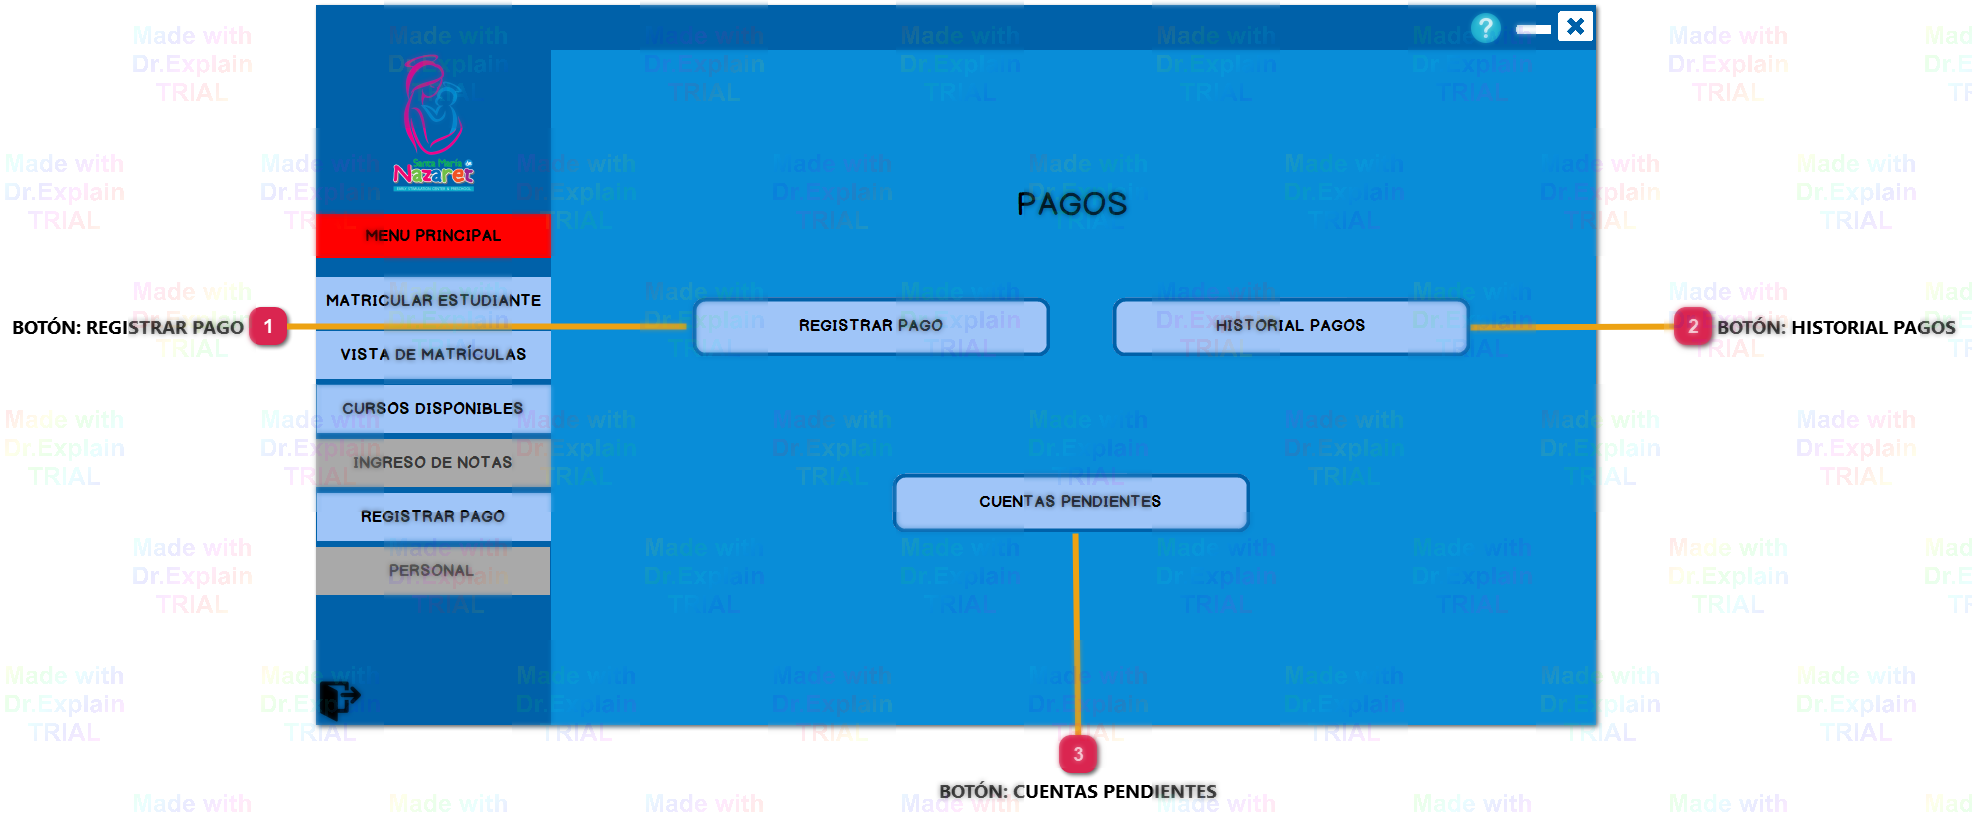 ?
Santa María de
Nazaret
MENU PRINCIPAL
MATRICULAR ESTUDIANTE
VISTA DE MATRÍCULAS
CURSOS DISPONIBLES
INGRESO DE NOTAS
REGISTRAR PAGO
PERSONAL
PAGOS
REGISTRAR PAGO
HISTORIAL PAGOS
CUENTAS PENDIENTES
BOTÓN: REGISTRAR PAGO 1
2 BOTÓN: HISTORIAL PAGOS
3
BOTÓN: CUENTAS PENDIENTES
Made with
Dr.Explain
TRIAL